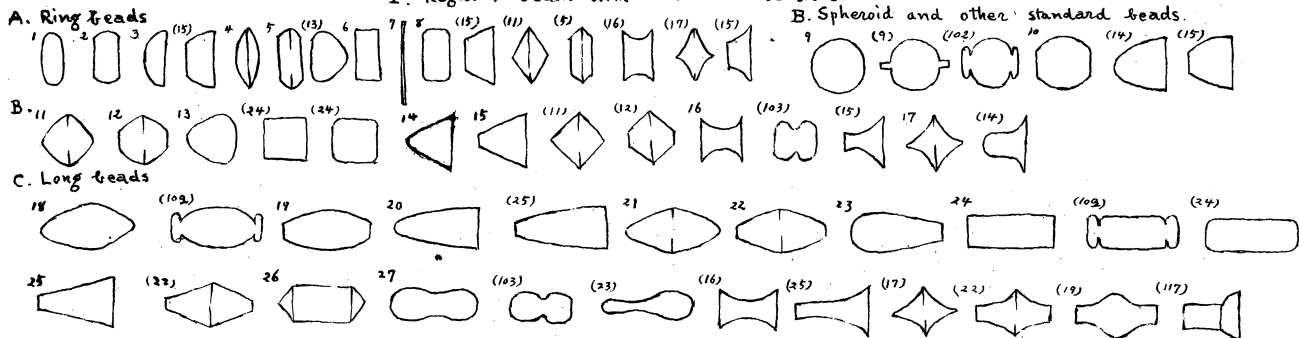 A. Ring beads
B. Spheroid and other standard beads.
1 2 3 (15) 4 5 (13) 6 7 8 (15) (11) (5) (16) (17) (15) 9 (9) (102) 10 (14) (15)
B.
11 12 13 (24) (24) 14 15 (11) (12) 16 (103) (15) 17 (14)
C. Long beads
18 (102) 19 20 (25) 21 22 23 24 (102) (24)
25 (22) 26 27 (103) (23) (16) (25) (17) (22) (19) (117)